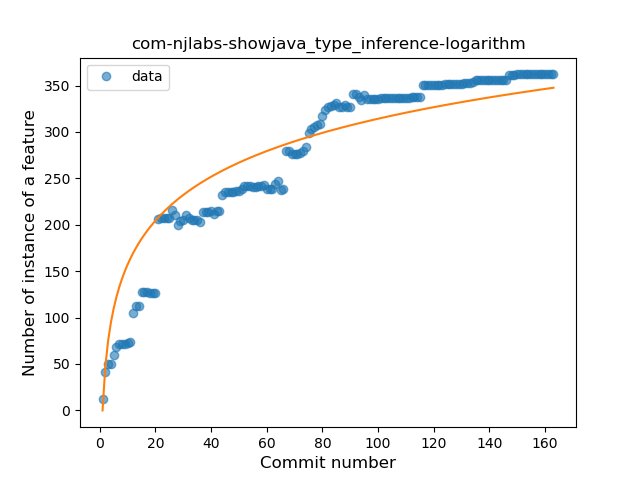 com-njlabs-showjava_type_inference-logarithm
data
Number of instance of a feature
350
300
250
200
150
100
50
0
0 20 40 60 80 100 120 140 160
Commit number